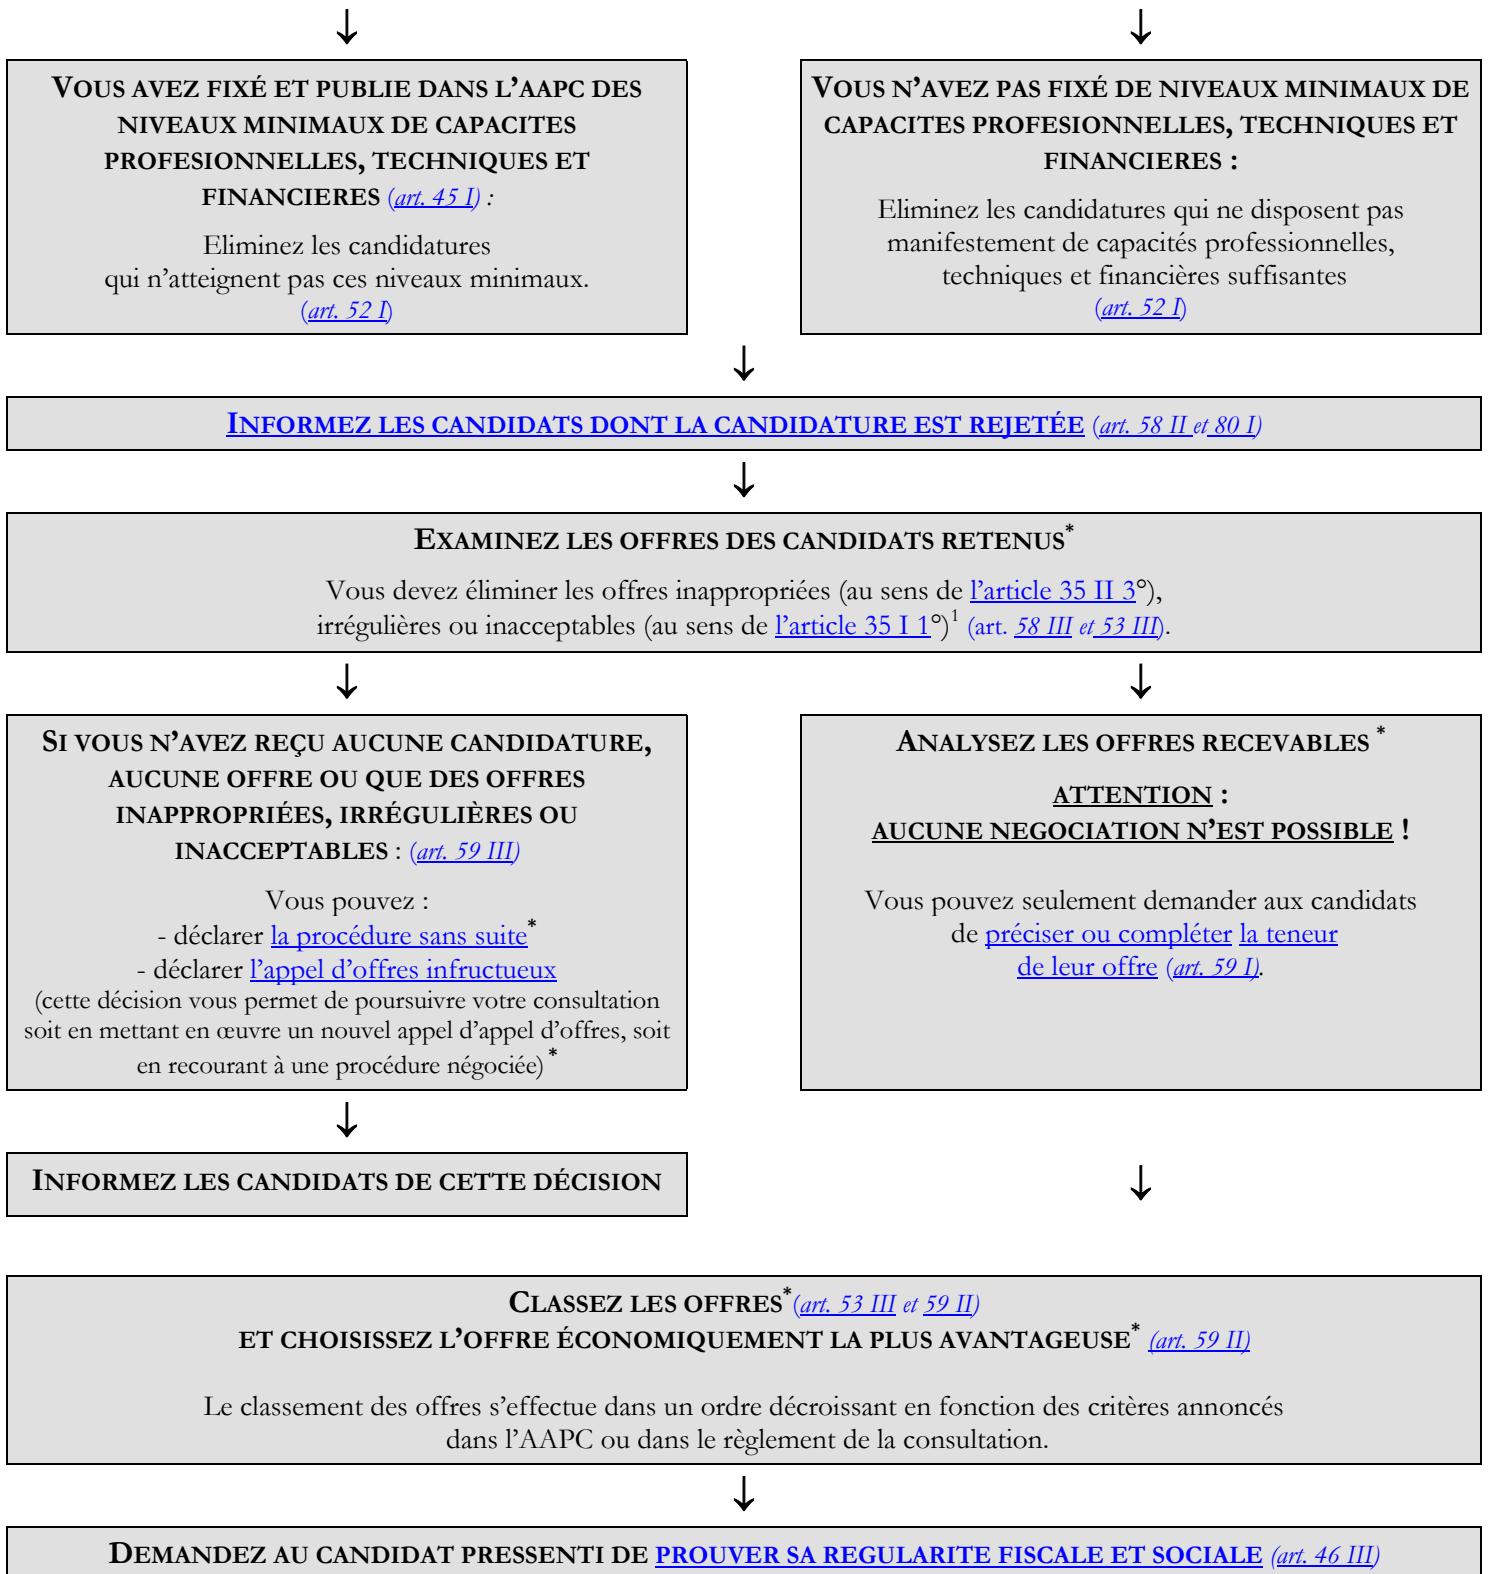 VOUS AVEZ FIXÉ ET PUBLIE DANS L’AAPC DES
NIVEAUX MINIMAUX DE CAPACITES
PROFESIONNELLES, TECHNIQUES ET
FINANCIERES (art. 45 I) :
Eliminez les candidatures
qui n’atteignent pas ces niveaux minimaux.
(art. 52 I)
VOUS N’AVEZ PAS FIXÉ DE NIVEAUX MINIMAUX DE
CAPACITES PROFESIONNELLES, TECHNIQUES ET
FINANCIERES :
Eliminez les candidatures qui ne disposent pas
manifestement de capacités professionnelles,
techniques et financières suffisantes
(art. 52 I)
INFORMEZ LES CANDIDATS DONT LA CANDIDATURE EST REJETÉE (art. 58 II et 80 I)
EXAMINEZ LES OFFRES DES CANDIDATS RETENUS*
Vous devez éliminer les offres inappropriées (au sens de l’article 35 II 3°),
irrégulières ou inacceptables (au sens de l’article 35 I 1°)1 (art. 58 III et 53 III).
SI VOUS N’AVEZ REÇU AUCUNE CANDIDATURE,
AUCUNE OFFRE OU QUE DES OFFRES
INAPPROPRIÉES, IRRÉGULIÈRES OU
INACCEPTABLES : (art. 59 III)
Vous pouvez :
- déclarer la procédure sans suite*
- déclarer l’appel d’offres infructueux
(cette décision vous permet de poursuivre votre consultation
soit en mettant en œuvre un nouvel appel d’appel d’offres, soit
en recourant à une procédure négociée)*
ANALYSEZ LES OFFRES RECEVABLES *
ATTENTION :
AUCUNE NEGOCIATION N’EST POSSIBLE !
Vous pouvez seulement demander aux candidats
de préciser ou compléter la teneur
de leur offre (art. 59 I).
INFORMEZ LES CANDIDATS DE CETTE DÉCISION
CLASSEZ LES OFFRES*(art. 53 III et 59 II)
ET CHOISISSEZ L’OFFRE ÉCONOMIQUEMENT LA PLUS AVANTAGEUSE* (art. 59 II)
Le classement des offres s’effectue dans un ordre décroissant en fonction des critères annoncés
dans l’AAPC ou dans le règlement de la consultation.
DEMANDEZ AU CANDIDAT PRESSENTI DE PROUVER SA REGULARITE FISCALE ET SOCIALE (art. 46 III)